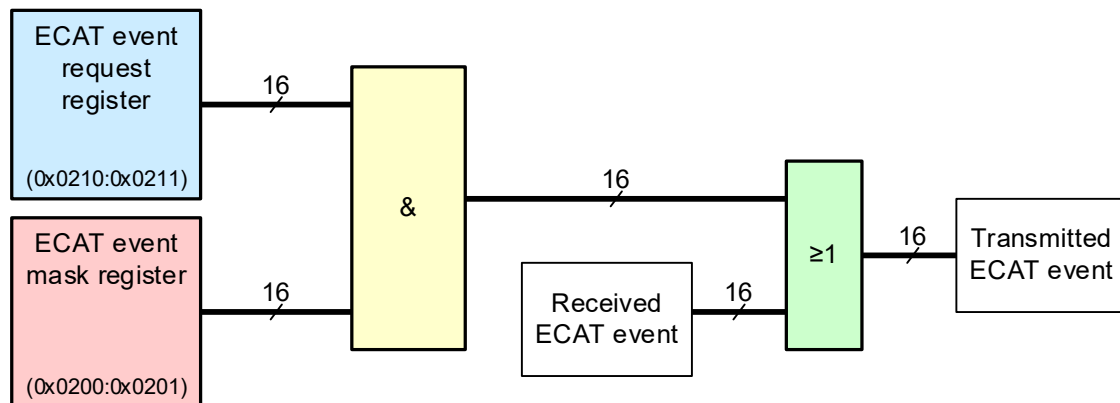 ECAT event
request
register
(0x0210:0x0211)
16
ECAT event
mask register
(0x0200:0x0201)
16
&
16
Received
ECAT event
16
≥1
16
Transmitted
ECAT event